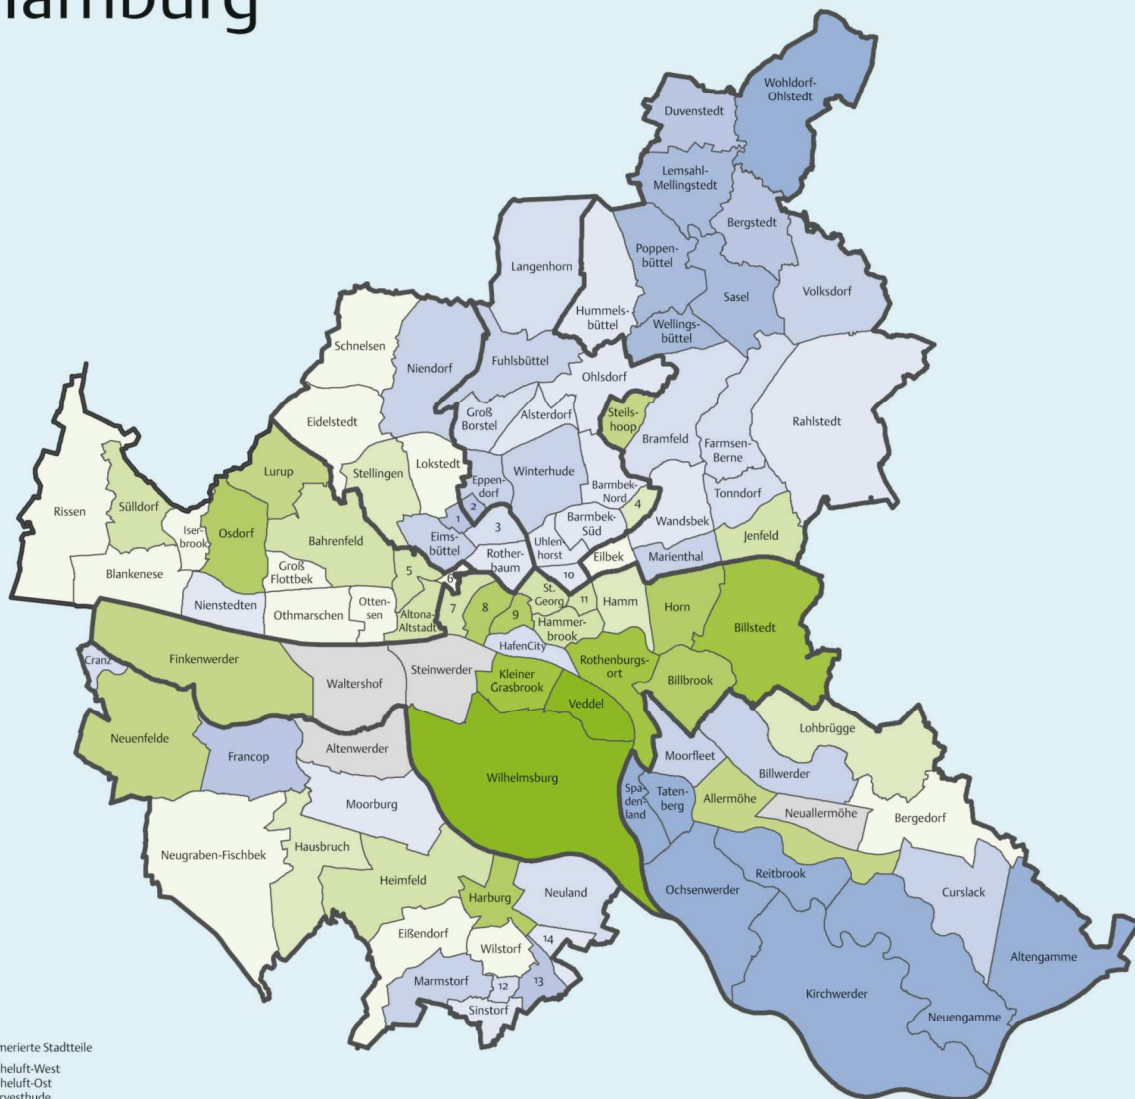 Hamburg
Wohldorf-
Ohlstedt
Duvenstedt
Lemsahl-
Mellingstedt
Bergstedt
Poppen-
büttel
Langenhorn
Sasel
Volksdorf
Hummels-
büttel
Wellings-
büttel
Schnelsen
Niendorf
Fuhlsbüttel
Ohlsdorf
Groß
Borstel
Alsterdorf
Steils-
hoop
Bramfeld
Farmsen-
Berne
Rahlstedt
Eidelstedt
Lurup
Stellingen
Lokstedt
Eppen-
dorf
Winterhude
Barmbek-
Nord
Tonndorf
Rissen
Sülldorf
Iser-
brook
Osdorf
Bahrenfeld
1
2
3
4
Eims-
büttel
Rother-
baum
Uhlen-
horst
Barmbek-
Süd
Wandsbek
Jenfeld
Blankenese
Groß
Flottbek
Eilbek
Marienthal
Nienstedten
Othmarschen
Otten-
sen
5
6
Altona-
Altstadt
7
8
9
10
St.
Georg
11
Hamm
Horn
Billstedt
Hammer-
brook
HafenCity
Cranz
Finkenwerder
Waltershof
Steinwerder
Kleiner
Grasbrook
Rothenburgs-
ort
Billbrook
Veddel
Neuenfelde
Francop
Altenwerder
Wilhelmsburg
Moorfleet
Lohbrügge
Billwerder
Moorburg
Spa-
den-
land
Taten-
berg
Allermöhe
Neuallermöhe
Bergedorf
Neugraben-Fischbek
Hausbruch
Heimfeld
Harburg
Neuland
Ochsenwerder
Reitbrook
Curslack
Eißendorf
Wilstorf
14
Altengamme
Marmstorf
12
13
Kirchwerder
Sinstorf
Neuengamme
merierte Stadtteile
heluft-West
heluft-Ost
rvesthude